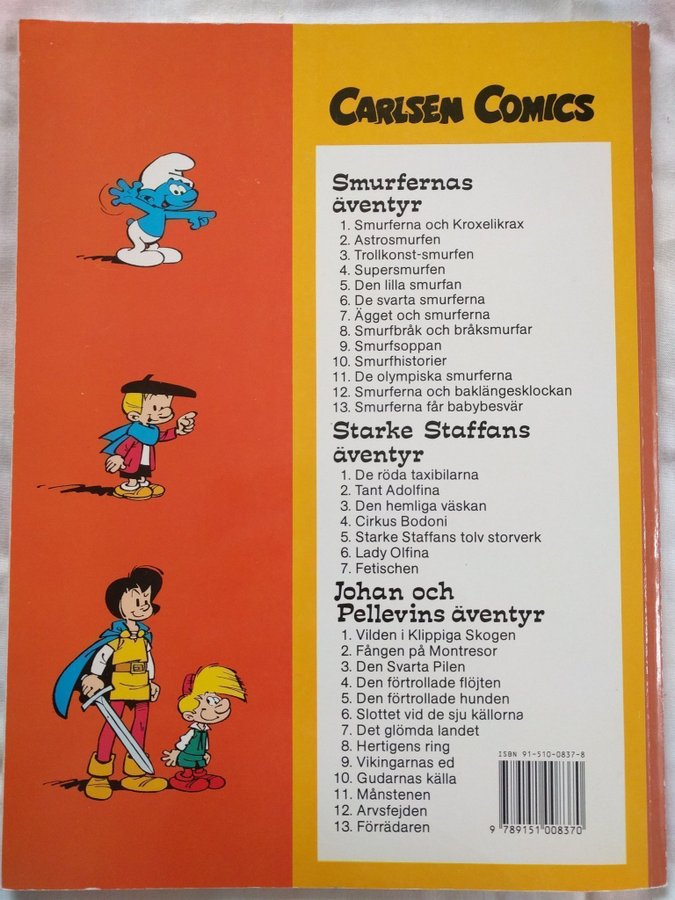 CARLSEN COMICS
Smurfernas
äventyr
1. Smurferna och Kroxelikrax
2. Astrosmurfen
3. Trollkonst-smurfen
4. Supersmurfen
5. Den lilla smurfan
6. De svarta smurferna
7. Ägget och smurferna
8. Smurfbråk och bråksmurfar
9. Smurfsoppan
10. Smurfhistorier
11. De olympiska smurferna
12. Smurferna och baklängesklockan
13. Smurferna får babybesvär
Starke Staffans
äventyr
1. De röda taxibilarna
2. Tant Adolfina
3. Den hemliga väskan
4. Cirkus Bodoni
5. Starke Staffans tolv storverk
6. Lady Olfina
7. Fetischen
Johan och
Pellevins äventyr
1. Vilden i Klippiga Skogen
2. Fången på Montresor
3. Den Svarta Pilen
4. Den förtrollade flöjten
5. Den förtrollade hunden
6. Slottet vid de sju källorna
7. Det glömda landet
8. Hertigens ring
9. Vikingarnas ed
10. Gudarnas källa
11. Månstenen
12. Arvsfejden
13. Förrädaren
ISBN 91-510-0837-8
9 789151 008370